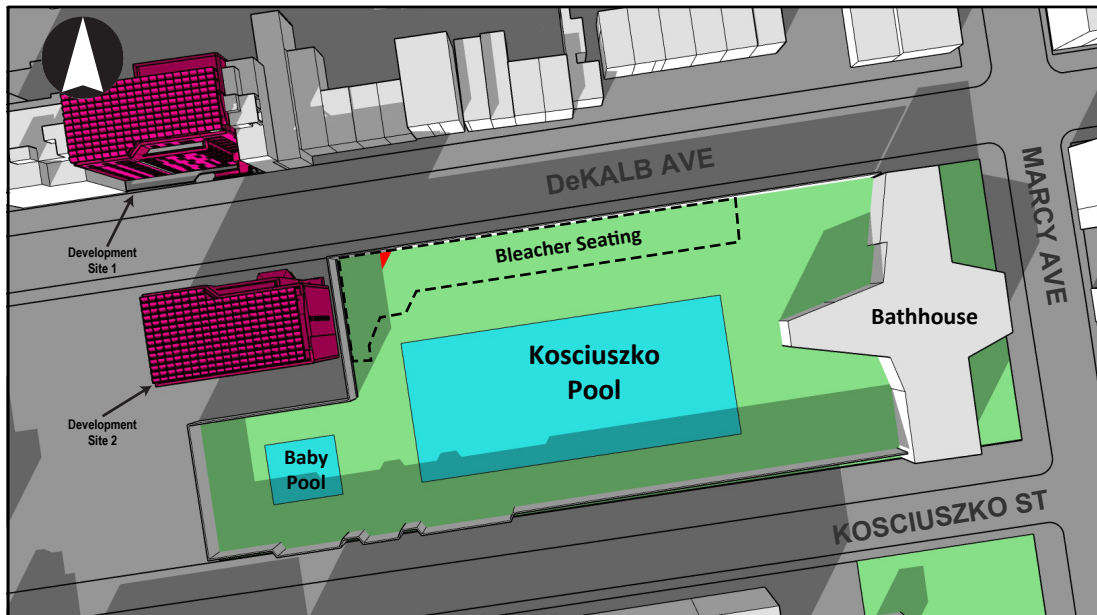 DeKALB AVE
MARCY AVE
Development
Site 1
Bleacher Seating
Bathhouse
Kosciuszko
Pool
Development
Site 2
Baby
Pool
KOSCIUSZKO ST